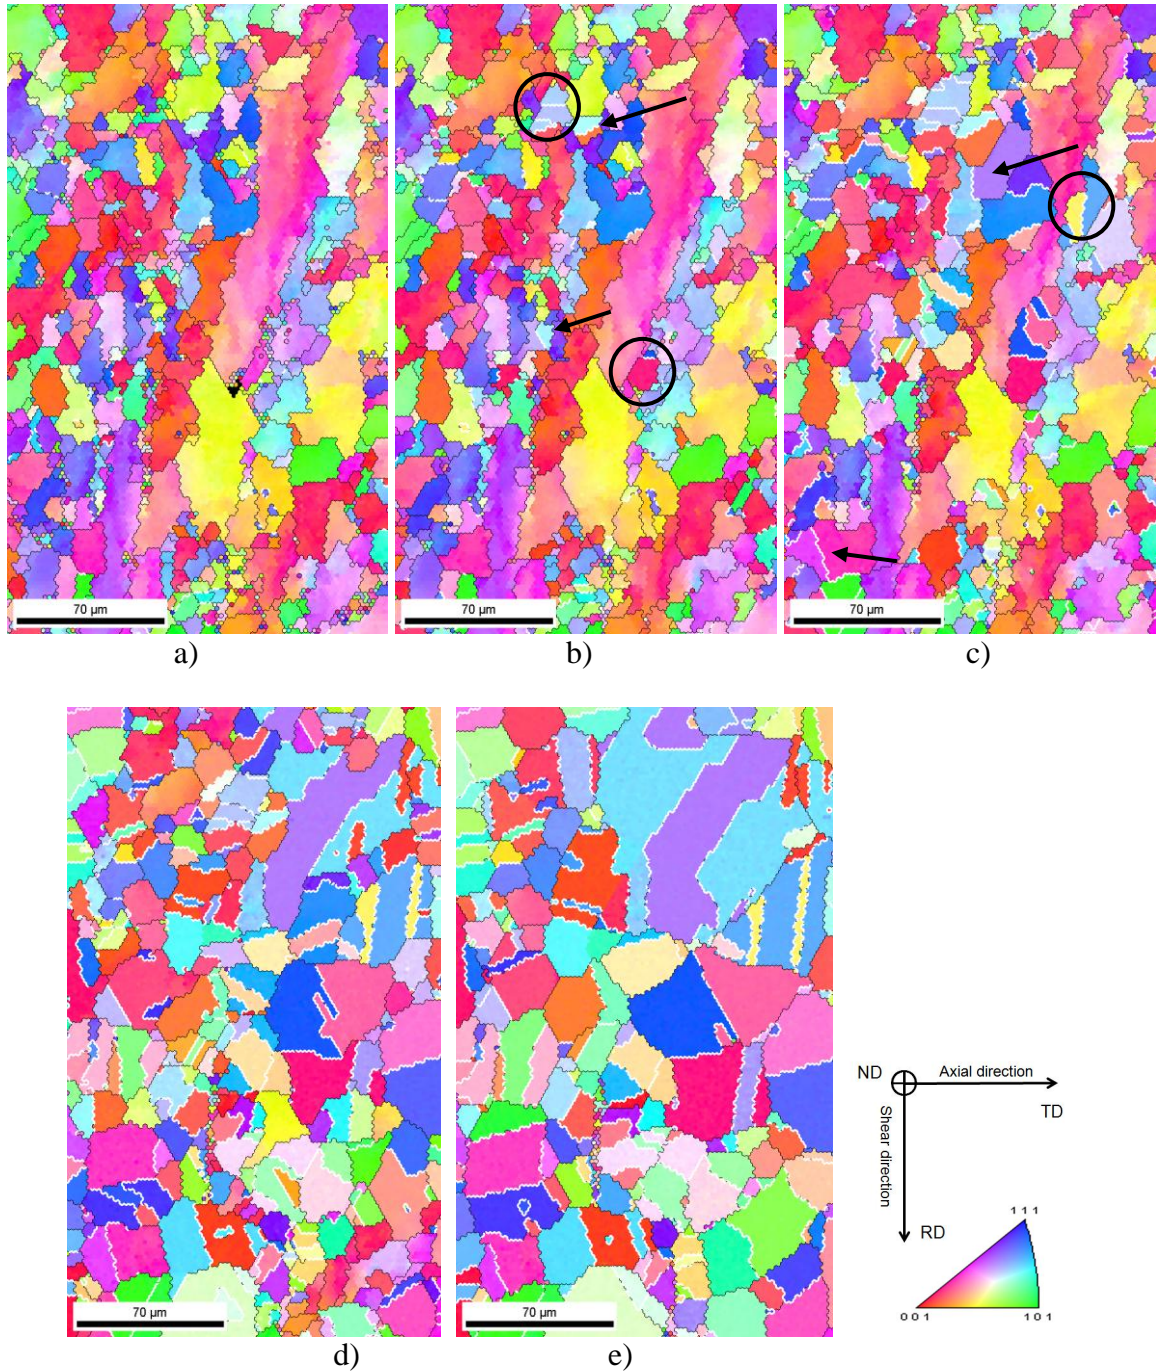 70 µm
70 µm
70 µm
a)
b)
c)
70 µm
70 µm
d)
e)
ND
Axial direction
TD
Shear direction
RD
1 1 1
0 0 1
1 0 1